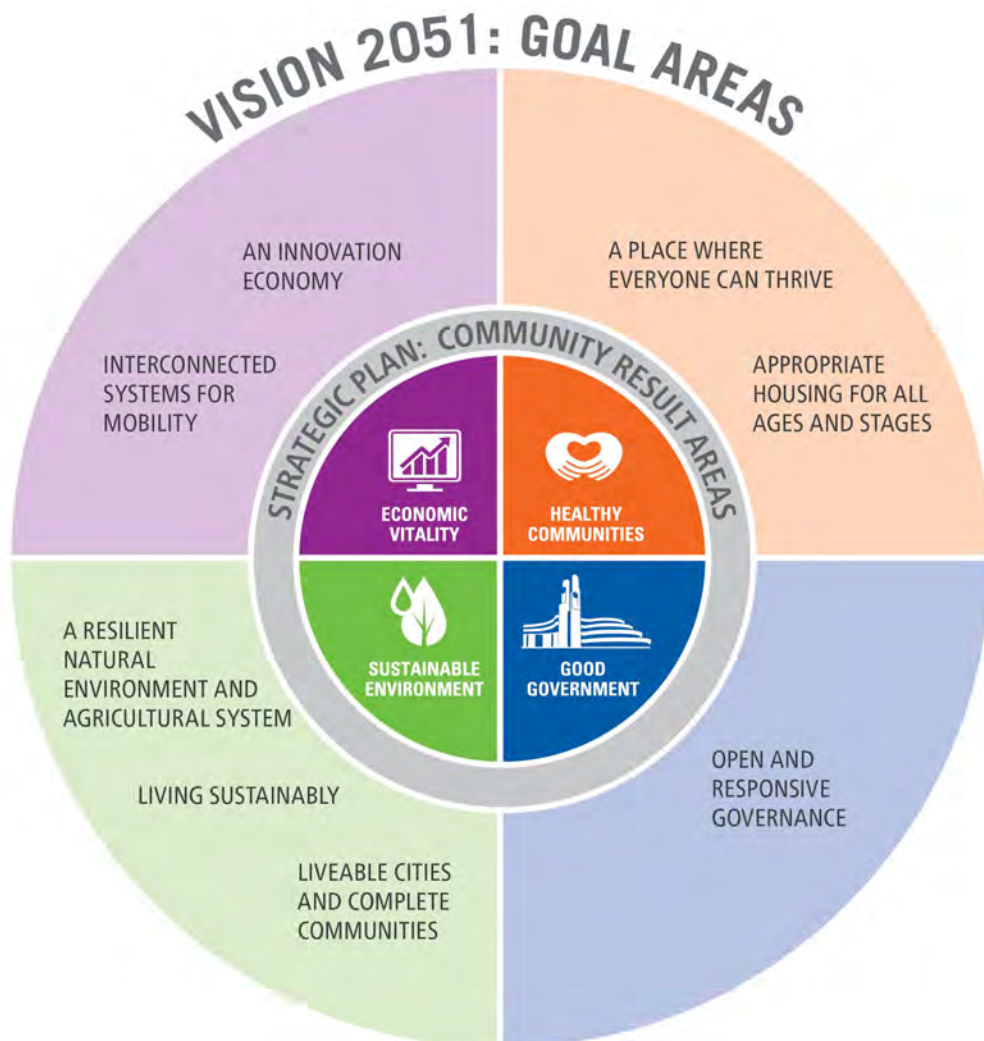 VISION 2051: GOAL AREAS
AN INNOVATION
ECONOMY
INTERCONNECTED
SYSTEMS FOR
MOBILITY
A PLACE WHERE
EVERYONE CAN THRIVE
APPROPRIATE
HOUSING FOR ALL
AGES AND STAGES
STRATEGIC PLAN: COMMUNITY RESULT AREAS
ECONOMIC
VITALITY
HEALTHY
COMMUNITIES
SUSTAINABLE
ENVIRONMENT
GOOD
GOVERNMENT
A RESILIENT
NATURAL
ENVIRONMENT AND
AGRICULTURAL SYSTEM
LIVING SUSTAINABLY
LIVEABLE CITIES
AND COMPLETE
COMMUNITIES
OPEN AND
RESPONSIVE
GOVERNANCE